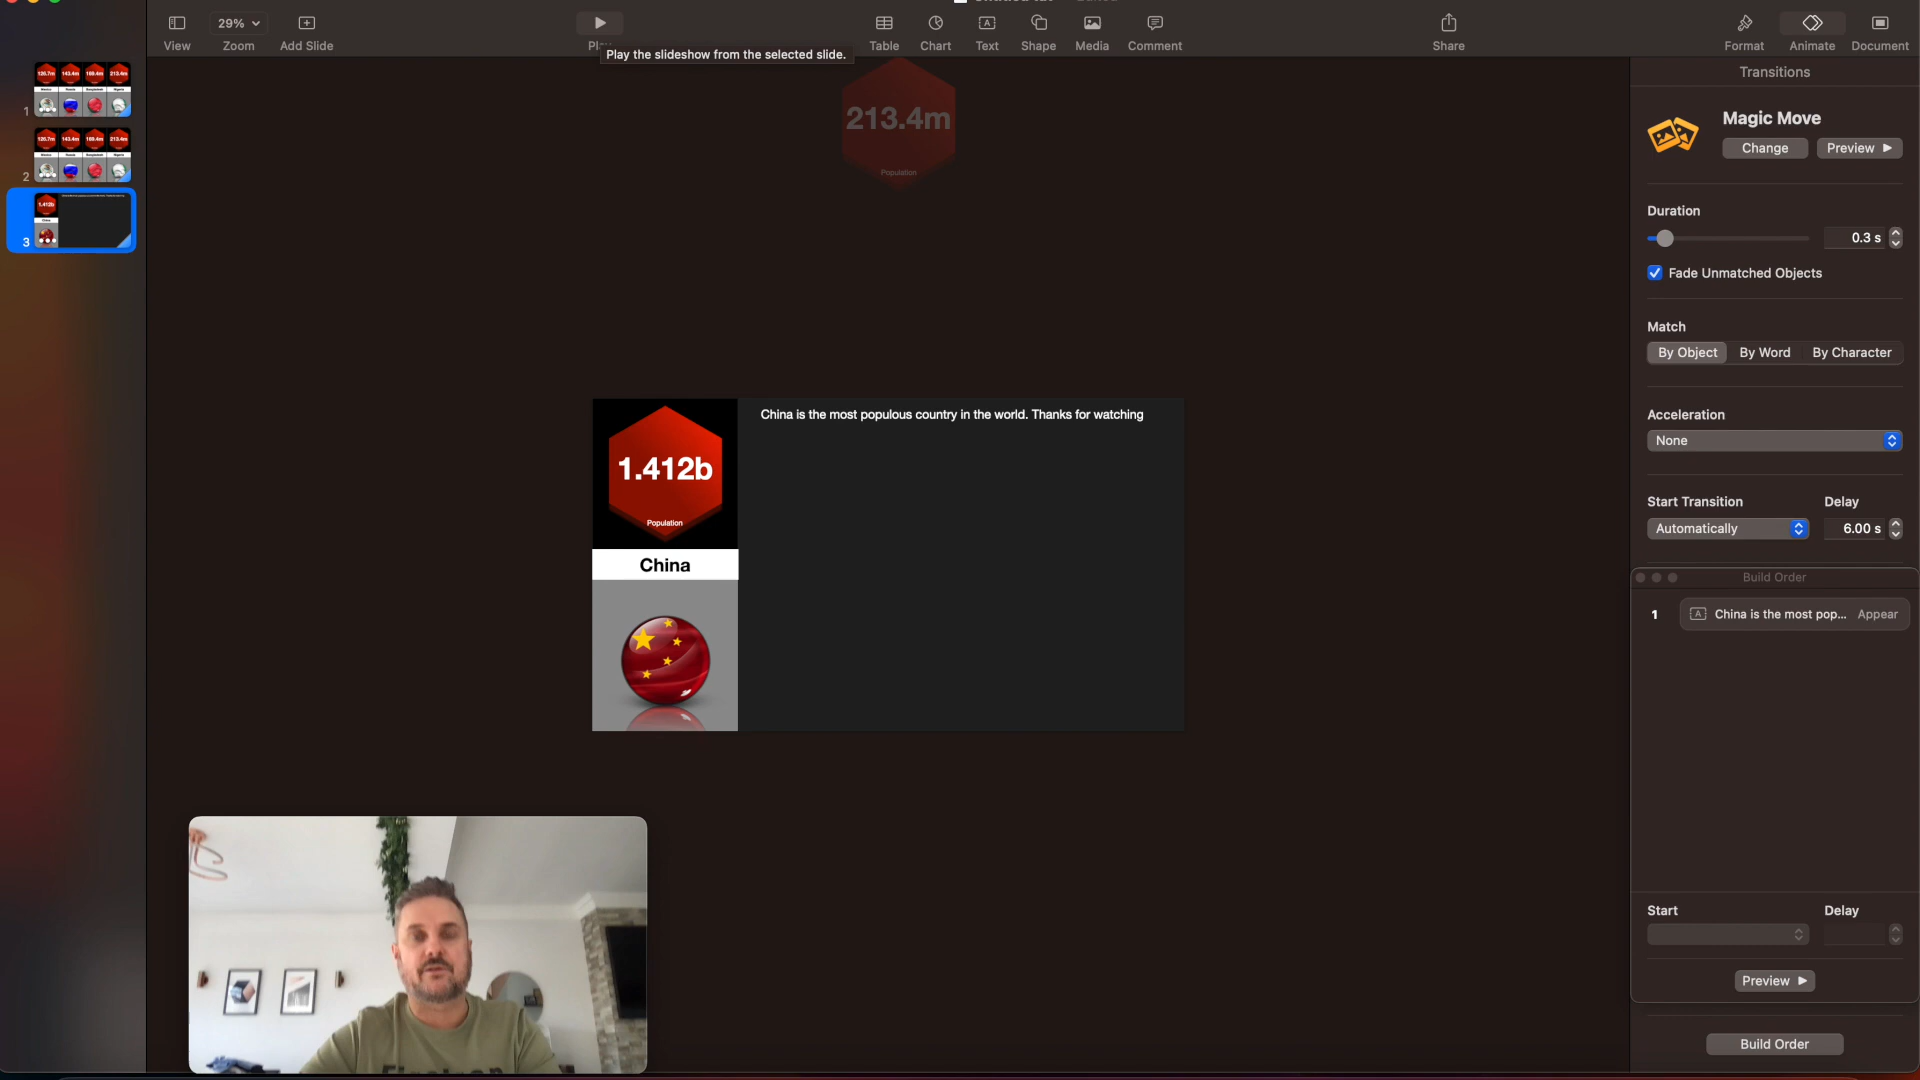 29%
View
Zoom
Add Slide
Play the slideshow from the selected slide.
Table
Chart
Text
Shape
Media
Comment
Share
Format
Animate
Document
Transitions
Magic Move
Change
Preview
Duration
0.3 s
Fade Unmatched Objects
Match
By Object
By Word
By Character
Acceleration
None
Start Transition
Delay
Automatically
6.00 s
Build Order
1
China is the most pop...
Appear
Start
Delay
Preview
Build Order
1
2
3
1.412b
China
213.4m
Population
1.412b
Population
China
China is the most populous country in the world. Thanks for watching